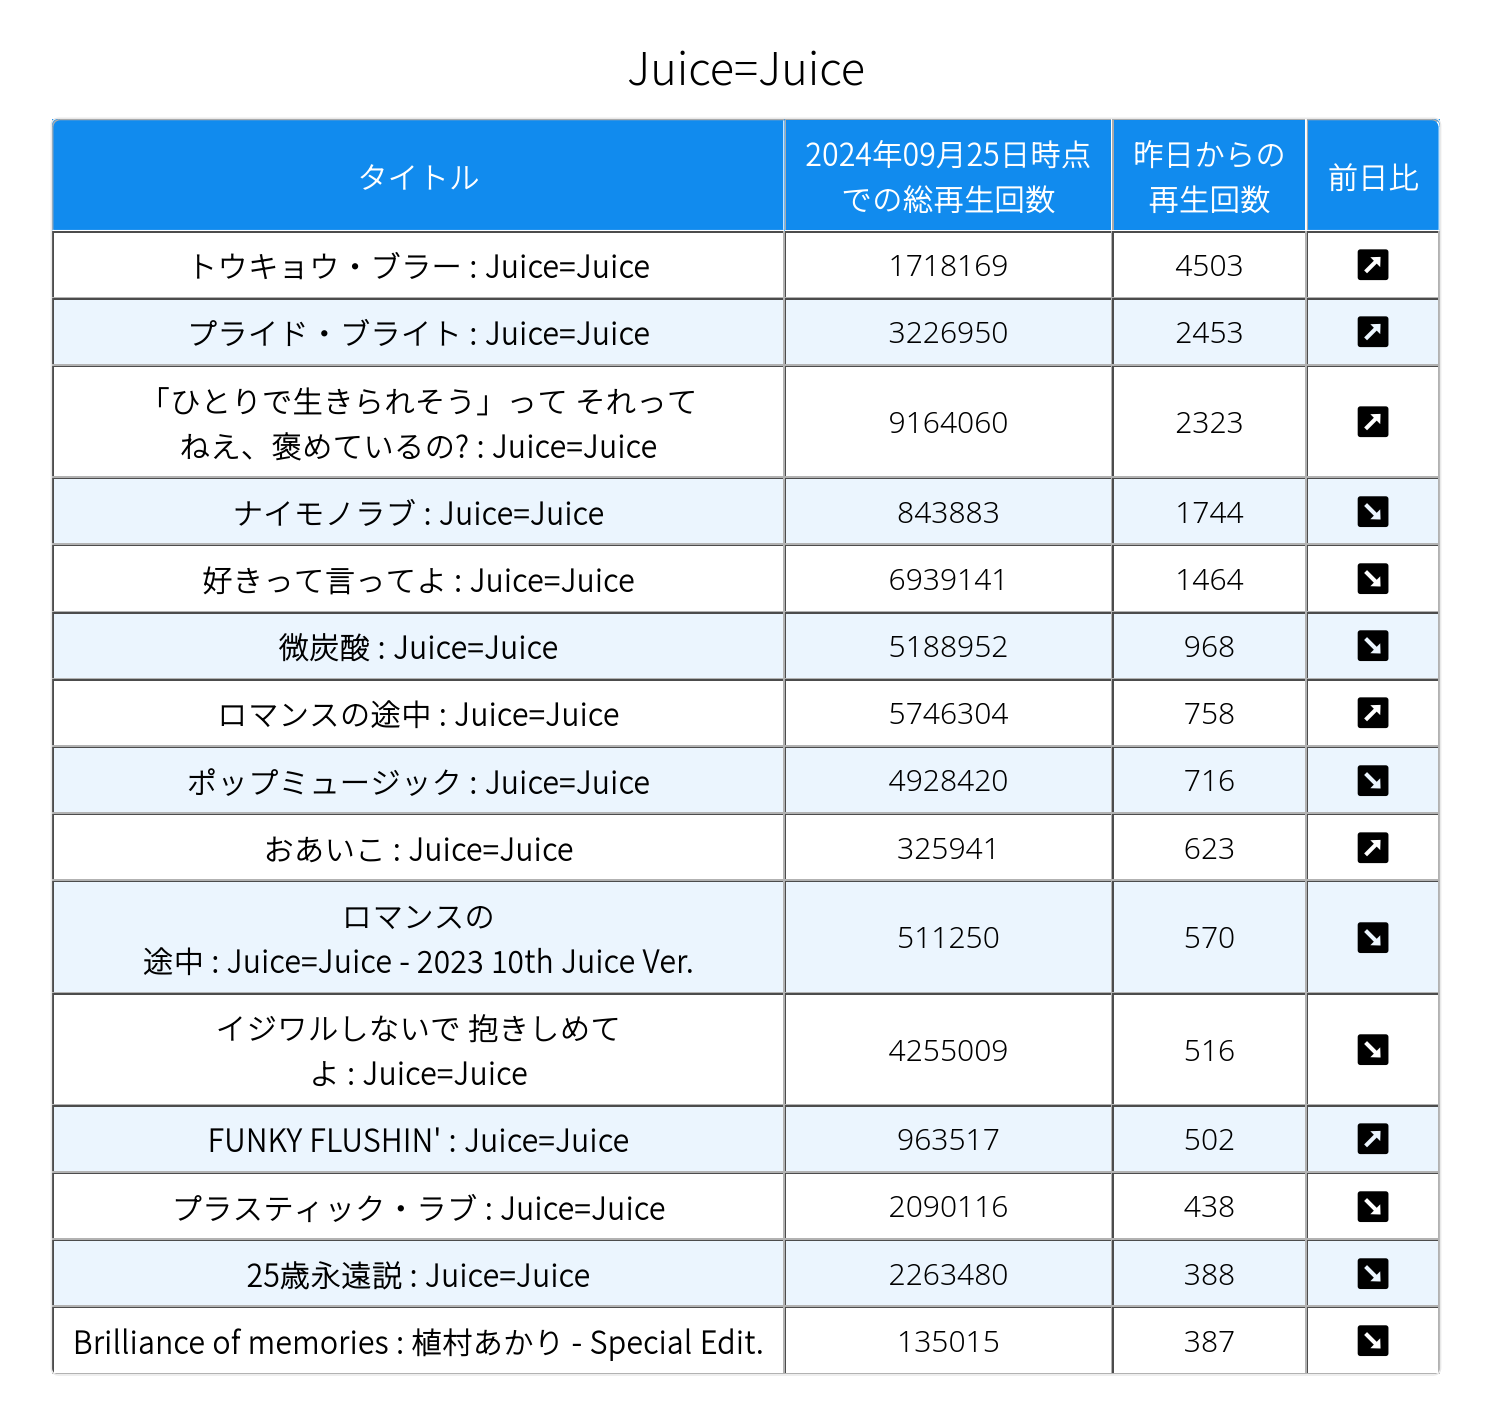 Juice=Juice
タイトル
2024年09月25日時点
での総再生回数
昨日からの
再生回数
前日比
トウキョウ・ブラー : Juice=Juice
1718169
4503
プライド・ブライト : Juice=Juice
3226950
2453
「ひとりで生きられそう」って それって
ねえ、褒めているの? : Juice=Juice
9164060
2323
ナイモノラブ : Juice=Juice
843883
1744
好きって言ってよ : Juice=Juice
6939141
1464
微炭酸 : Juice=Juice
5188952
968
ロマンスの途中 : Juice=Juice
5746304
758
ポップミュージック : Juice=Juice
4928420
716
おあいこ : Juice=Juice
325941
623
ロマンスの
途中 : Juice=Juice - 2023 10th Juice Ver.
511250
570
イジワルしないで 抱きしめて
よ : Juice=Juice
4255009
516
FUNKY FLUSHIN' : Juice=Juice
963517
502
プラスティック・ラブ : Juice=Juice
2090116
438
25歳永遠説 : Juice=Juice
2263480
388
Brilliance of memories : 植村あかり - Special Edit.
135015
387